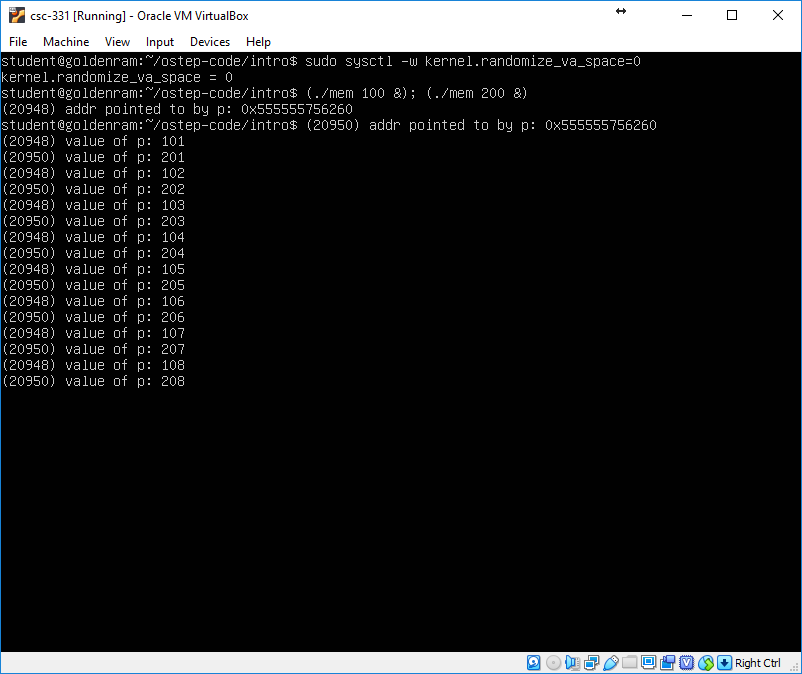 csc-331 [Running] - Oracle VM VirtualBox
File Machine View Input Devices Help
student@goldenram:~/ostep-code/intro$ sudo sysctl -w kernel.randomize_va_space=0
kernel.randomize_va_space = 0
student@goldenram:~/ostep-code/intro$ (./mem 100 &); (./mem 200 &)
(20948) addr pointed to by p: 0x555555756260
student@goldenram:~/ostep-code/intro$ (20950) addr pointed to by p: 0x555555756260
(20948) value of p: 101
(20950) value of p: 201
(20948) value of p: 102
(20950) value of p: 202
(20948) value of p: 103
(20950) value of p: 203
(20948) value of p: 104
(20950) value of p: 204
(20948) value of p: 105
(20950) value of p: 205
(20948) value of p: 106
(20950) value of p: 206
(20948) value of p: 107
(20950) value of p: 207
(20948) value of p: 108
(20950) value of p: 208
Right Ctrl